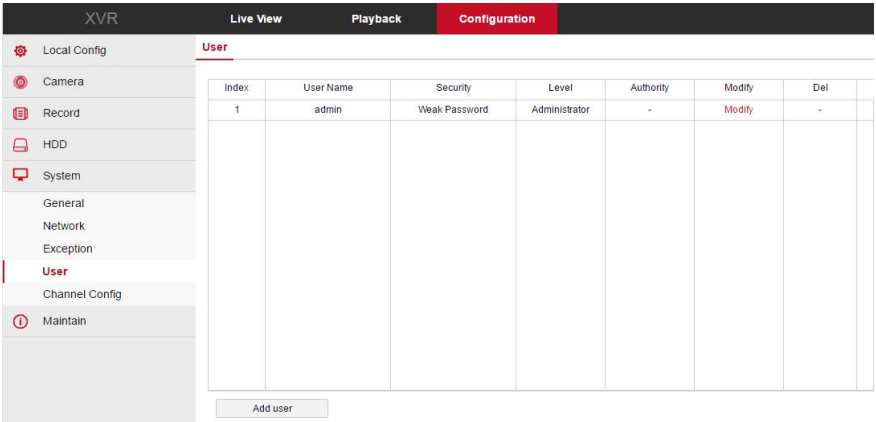 XVR Live View Playback Configuration
Local Config
Camera
Record
HDD
System
General
Network
Exception
User
Channel Config
Maintain
User
Index User Name Security Level Authority Modify Del
1 admin Weak Password Administrator - Modify -
Add user